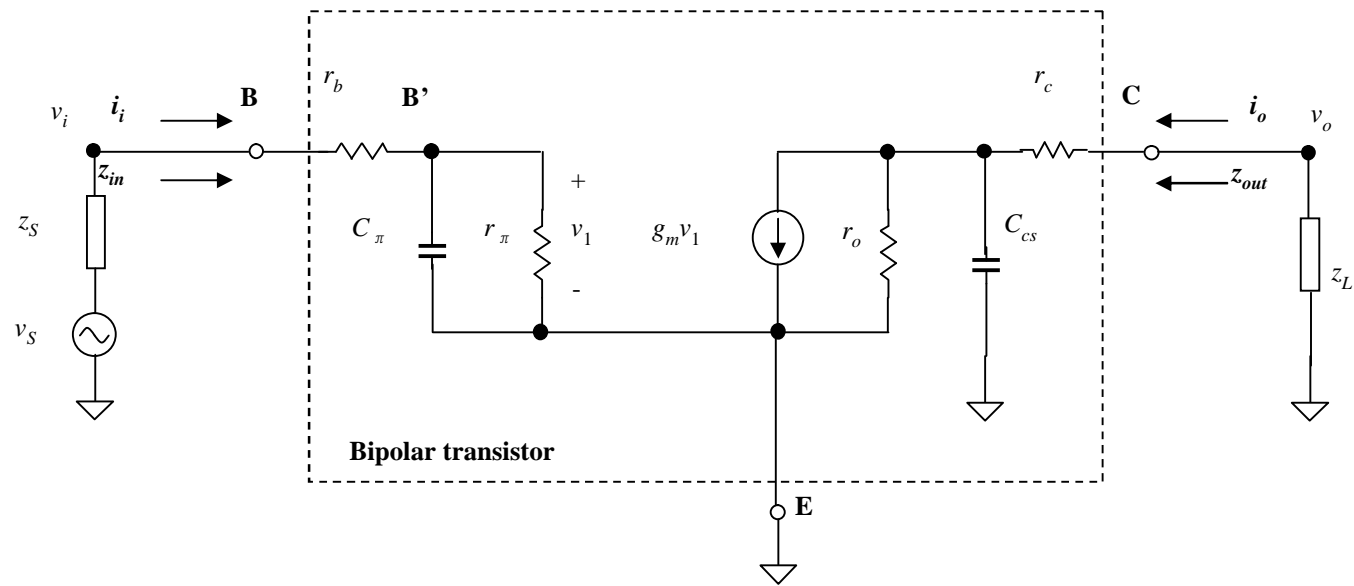 r_b
r_c
v_i
i_i
B
B’
C
i_o
v_o
z_in
z_out
z_S
C_π
r_π
+
v_1
-
g_m v_1
r_o
C_cs
z_L
v_S
Bipolar transistor
E